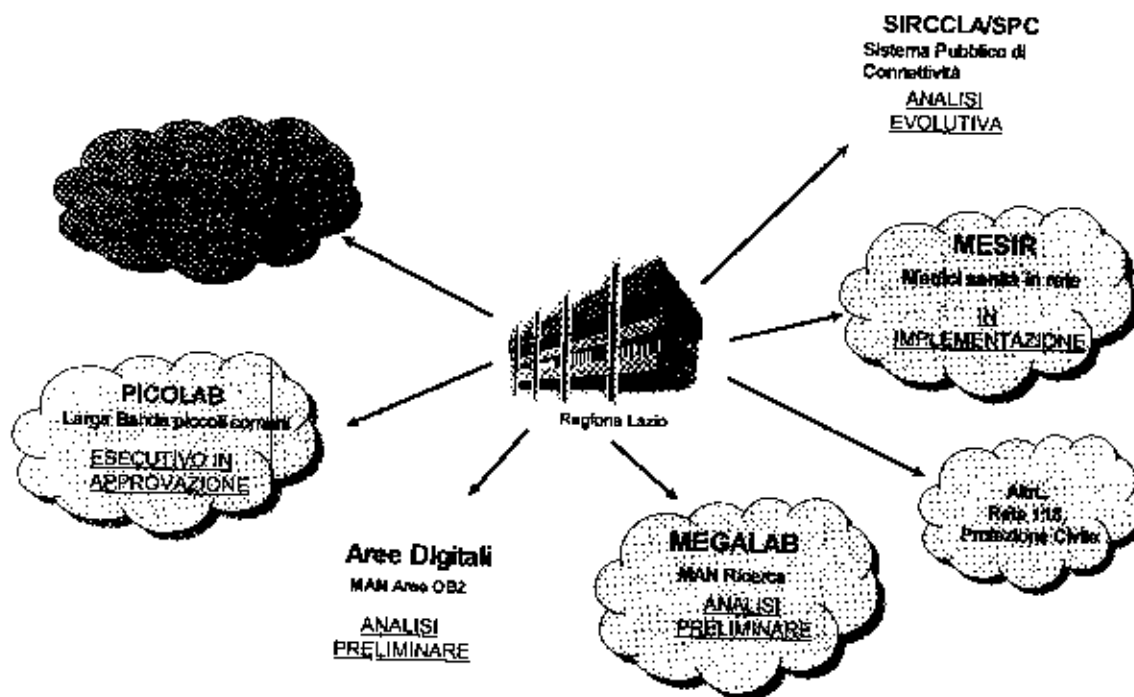 SIRCCLA/SPC
Sistema Pubblico di
Connettività
ANALISI
EVOLUTIVA
MESIR
Medici sanità in rete
IN
IMPLEMENTAZIONE
PICOLAB
Larga Banda piccoli comuni
ESECUTIVO IN
APPROVAZIONE
Regione Lazio
Altri..
Rete 118,
Protezione Civile
Aree Digitali
MAN Aree OB2
ANALISI
PRELIMINARE
MEGALAB
MAN Ricerca
ANALISI
PRELIMINARE